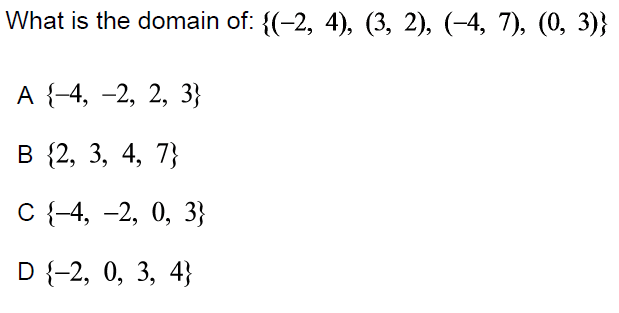 What is the domain of: {(−2, 4), (3, 2), (−4, 7), (0, 3)}
A {−4, −2, 2, 3}
B {2, 3, 4, 7}
C {−4, −2, 0, 3}
D {−2, 0, 3, 4}